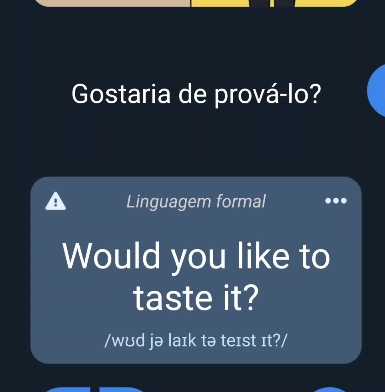 Gostaria de prová-lo?
Linguagem formal
Would you like to
taste it?
/wʊd jə laɪk tə teɪst ɪt?/